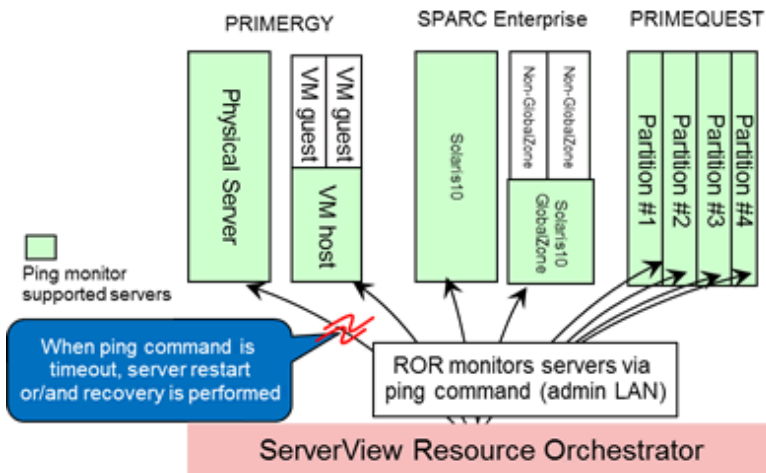 PRIMERGY
SPARC Enterprise
PRIMEQUEST
Physical Server
VM guest
VM guest
VM host
Solaris10
Non-GlobalZone
Non-GlobalZone
Solaris10
GlobalZone
Partition #1
Partition #2
Partition #3
Partition #4
Ping monitor
supported servers
When ping command is
timeout, server restart
or/and recovery is performed
ROR monitors servers via
ping command (admin LAN)
ServerView Resource Orchestrator